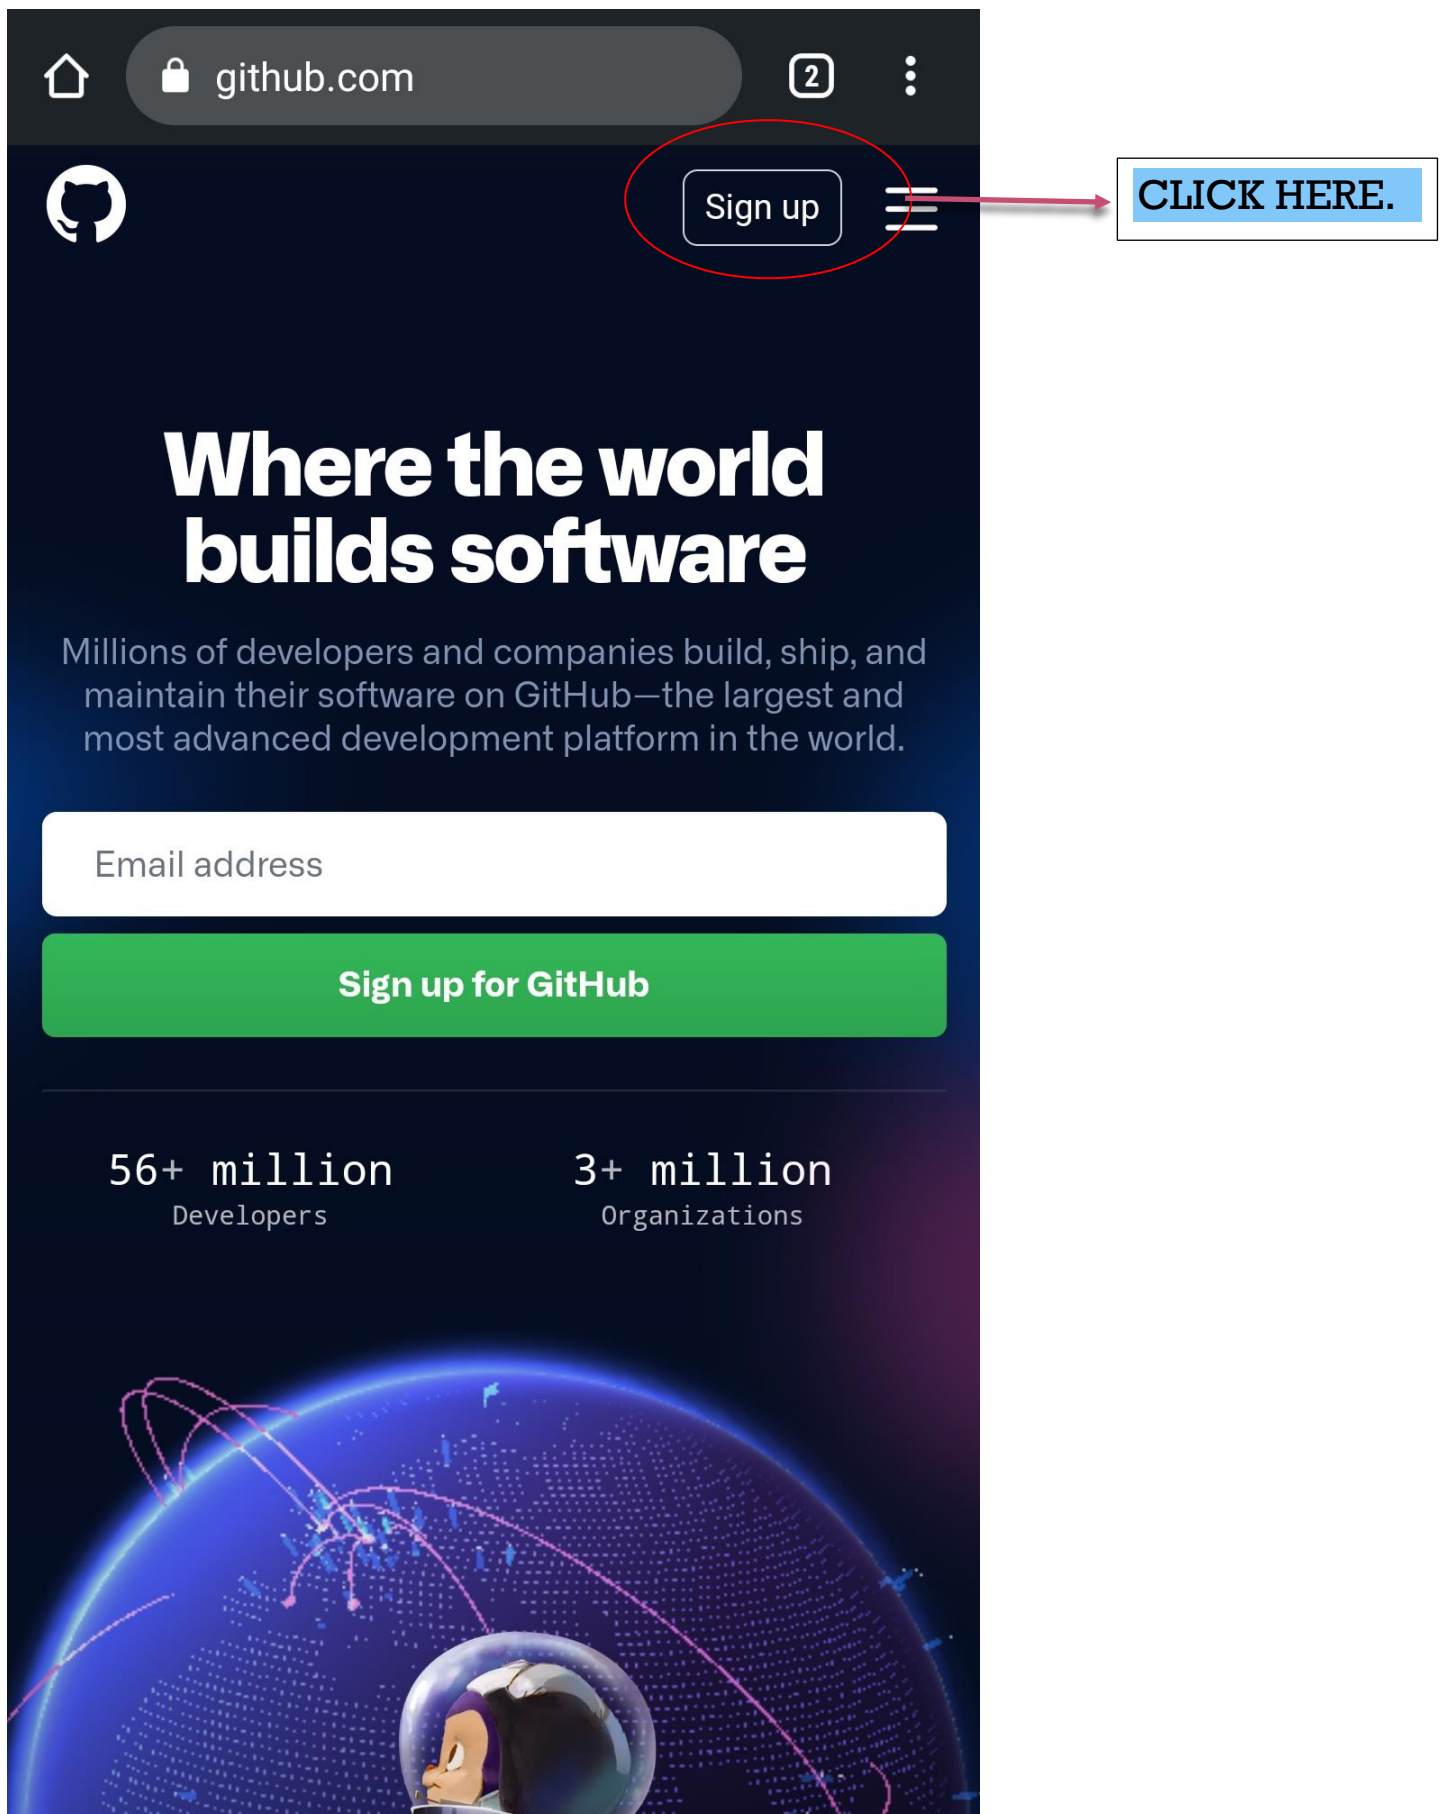 github.com
2
Sign up
CLICK HERE.
Where the world
builds software
Millions of developers and companies build, ship, and
maintain their software on GitHub—the largest and
most advanced development platform in the world.
Email address
Sign up for GitHub
56+ million
Developers
3+ million
Organizations